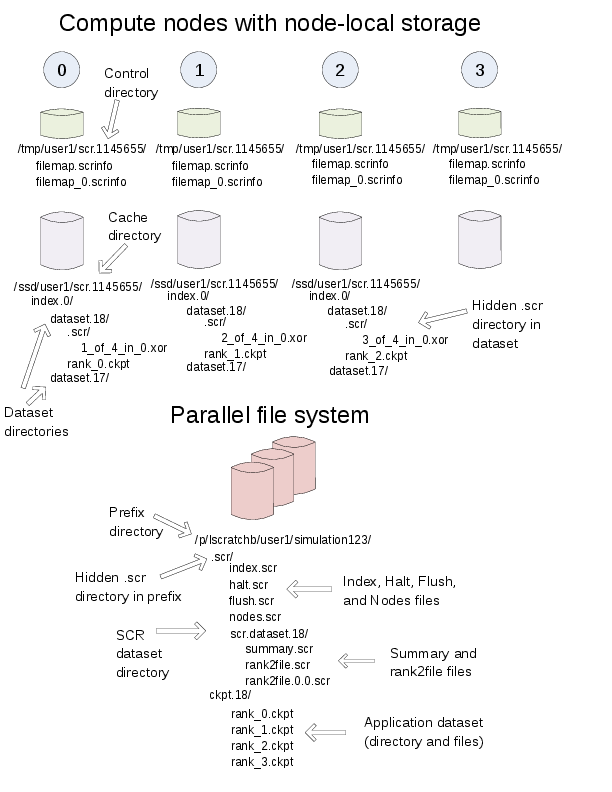 Compute nodes with node-local storage
0 1 2 3
Control
directory
/tmp/user1/scr.1145655/ /tmp/user1/scr.1145655/ /tmp/user1/scr.1145655/ /tmp/user1/scr.1145655/
filemap.scrinfo filemap.scrinfo filemap.scrinfo filemap.scrinfo
filemap_0.scrinfo filemap_0.scrinfo filemap_0.scrinfo filemap_0.scrinfo
Cache
directory
/ssd/user1/scr.1145655/
index.0/
dataset.18/
.scr/
1_of_4_in_0.xor
rank_0.ckpt
dataset.17/
/ssd/user1/scr.1145655/
index.0/
dataset.18/
.scr/
2_of_4_in_0.xor
rank_1.ckpt
dataset.17/
/ssd/user1/scr.1145655/
index.0/
dataset.18/
.scr/
3_of_4_in_0.xor
rank_2.ckpt
dataset.17/
Hidden .scr
directory in
dataset
Dataset
directories
Parallel file system
Prefix
directory
/p/lscratchb/user1/simulation123/
.scr/
Hidden .scr
directory in prefix
index.scr
halt.scr
flush.scr
nodes.scr
Index, Halt, Flush,
and Nodes files
SCR
dataset
directory
scr.dataset.18/
summary.scr
rank2file.scr
rank2file.0.0.scr
Summary and
rank2file files
ckpt.18/
rank_0.ckpt
rank_1.ckpt
rank_2.ckpt
rank_3.ckpt
Application dataset
(directory and files)